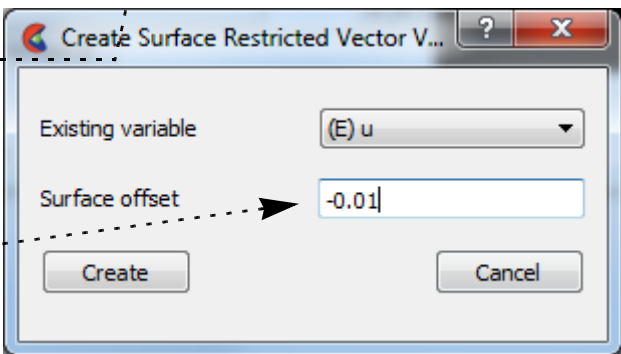 Create Surface Restricted Vector V...
?
Existing variable
(E) u
Surface offset
-0.01
Create
Cancel